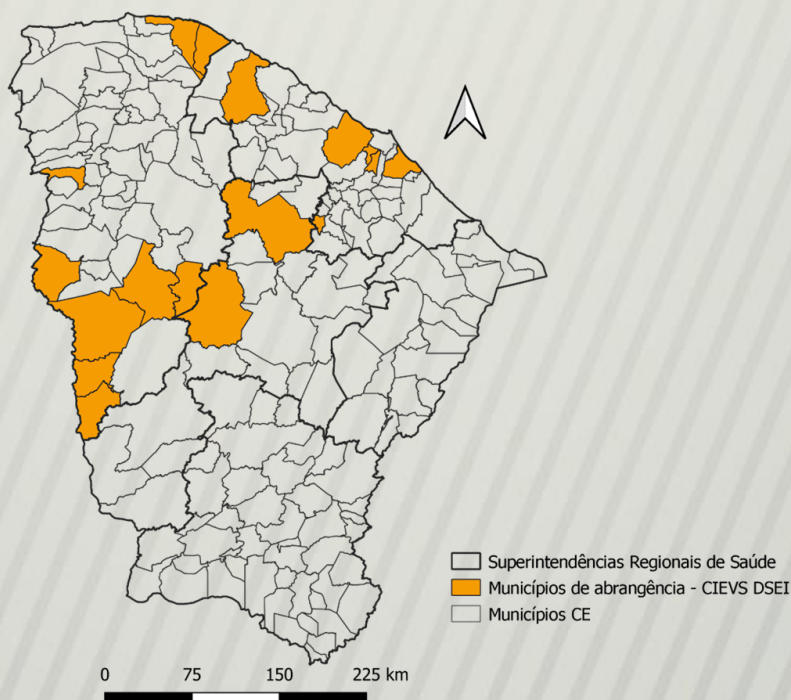 Superintendências Regionais de Saúde
Municípios de abrangência - CIEVS DSEI
Municípios CE
0 75 150 225 km